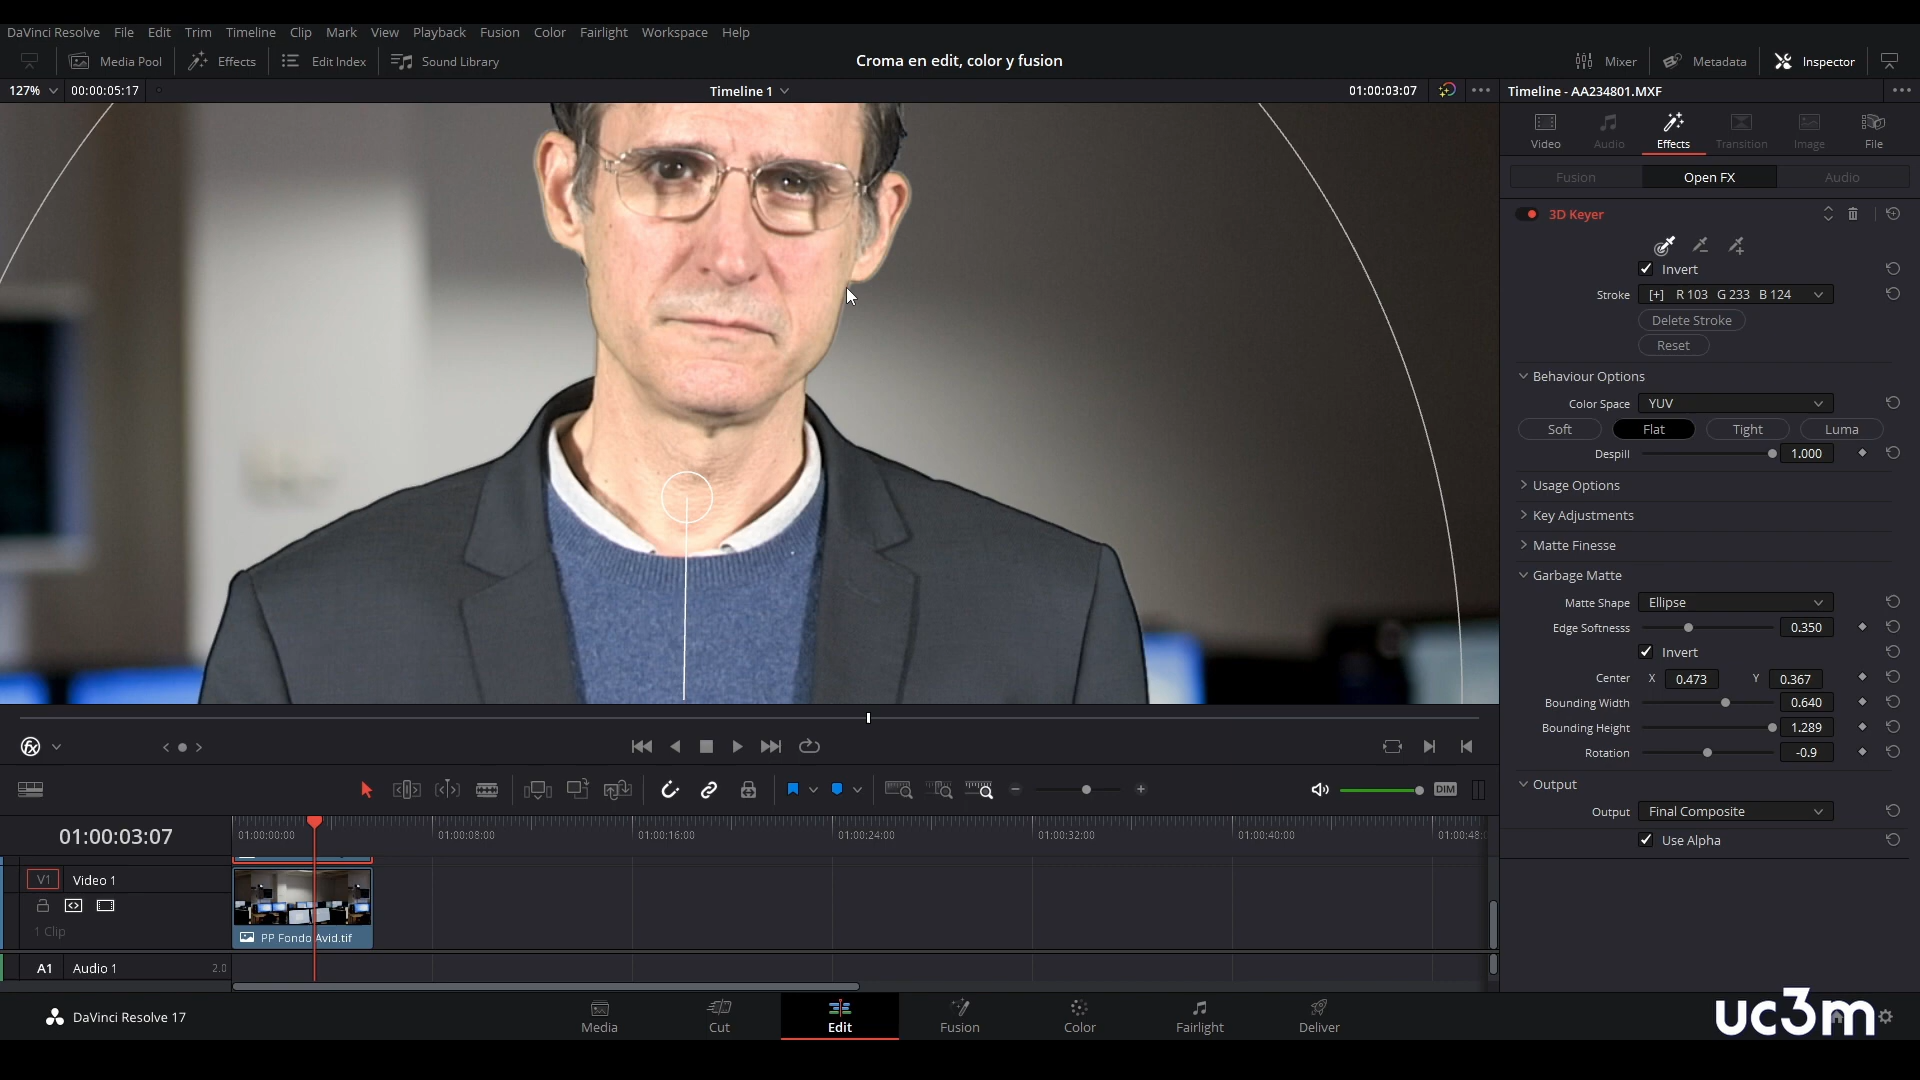 DaVinci Resolve File Edit Trim Timeline Clip Mark View Playback Fusion Color Fairlight Workspace Help
Media Pool Effects Edit Index Sound Library Croma en edit, color y fusion Mixer Metadata Inspector
127% 00:00:05:17 Timeline 1 01:00:03:07 Timeline - AA234801.MXF
Video Audio Effects Transition Image File
Fusion Open FX Audio
3D Keyer
Invert
Stroke [+] R 103 G 233 B 124
Delete Stroke
Reset
Behaviour Options
Color Space YUV
Soft Flat Tight Luma
Despill 1.000
Usage Options
Key Adjustments
Matte Finesse
Garbage Matte
Matte Shape Ellipse
Edge Softnesss 0.350
Invert
Center X 0.473 Y 0.367
Bounding Width 0.640
Bounding Height 1.289
Rotation -0.9
Output
Output Final Composite
Use Alpha
fx
DIM
01:00:03:07 01:00:00:00 01:00:08:00 01:00:16:00 01:00:24:00 01:00:32:00 01:00:40:00 01:00:48:0
V1 Video 1
1 Clip
PP Fondo Avid.tif
A1 Audio 1 2.0
DaVinci Resolve 17 Media Cut Edit Fusion Color Fairlight Deliver
uc3m